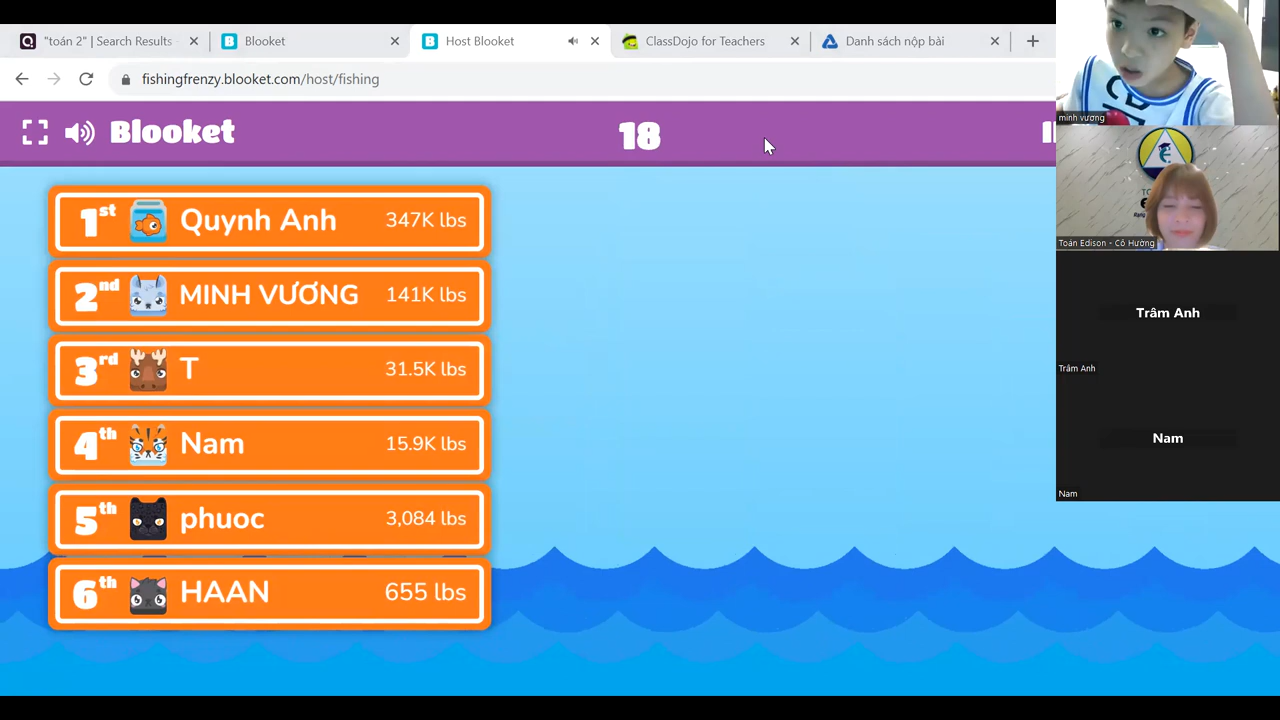 "toán 2" | Search Results -
Blooket
Host Blooket
ClassDojo for Teachers
Danh sách nộp bài
fishingfrenzy.blooket.com/host/fishing
Blooket
18
1st Quynh Anh 347K lbs
2nd MINH VƯƠNG 141K lbs
3rd T 31.5K lbs
4th Nam 15.9K lbs
5th phuoc 3,084 lbs
6th HAAN 655 lbs
minh vương
Toán Edison - Cô Hường
Trâm Anh
Trâm Anh
Nam
Nam